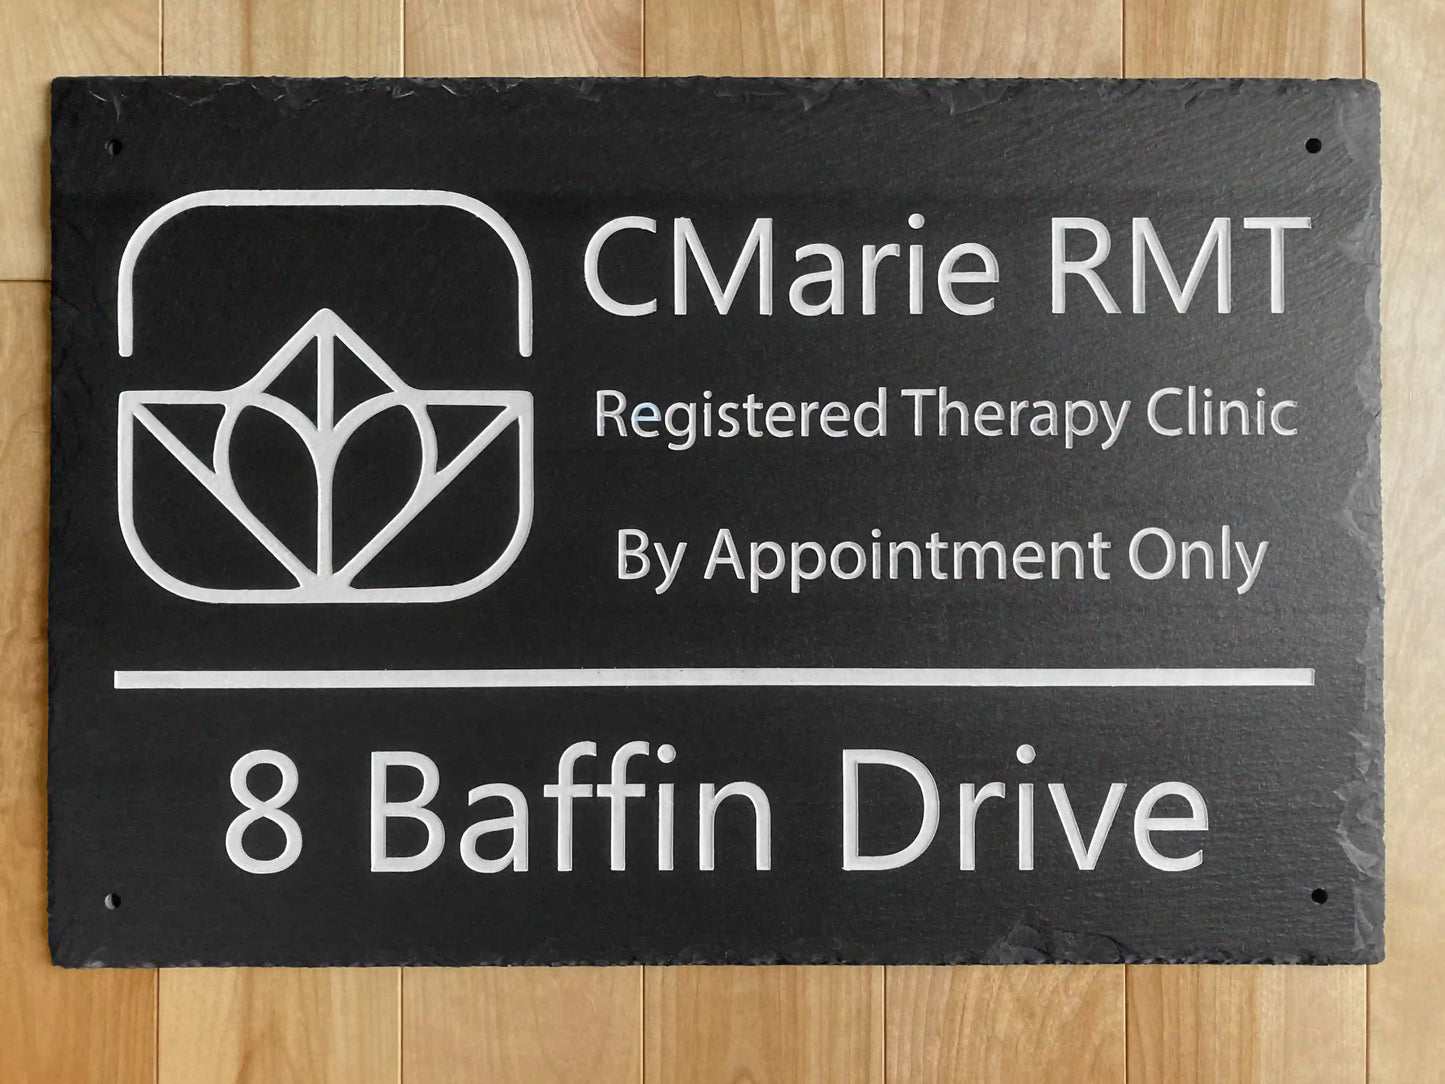 CMarie RMT
Registered Therapy Clinic
By Appointment Only
8 Baffin Drive